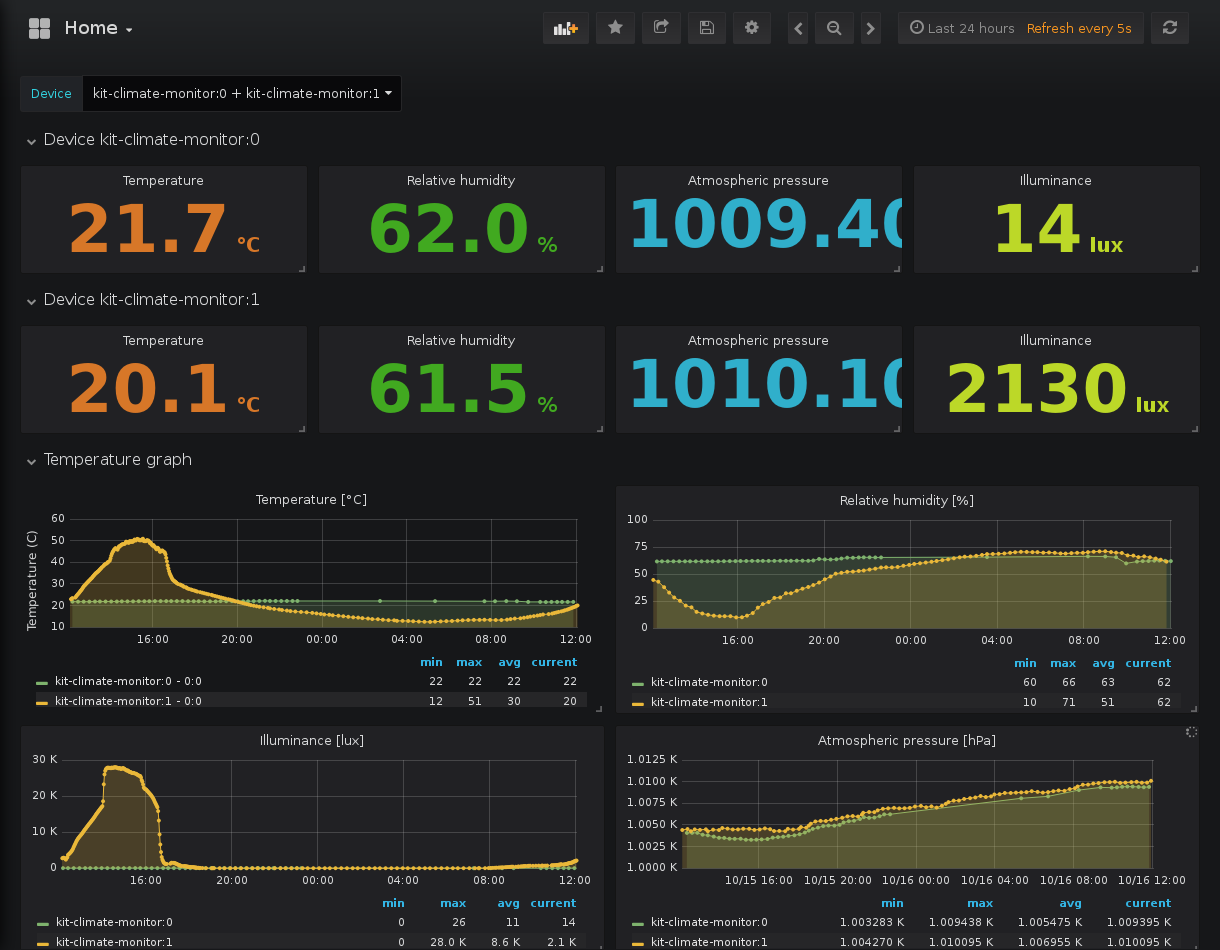 Home
Last 24 hours Refresh every 5s
Device kit-climate-monitor:0 + kit-climate-monitor:1
Device kit-climate-monitor:0
Temperature Relative humidity Atmospheric pressure Illuminance
21.7 °C 62.0 % 1009.40 14 lux
Device kit-climate-monitor:1
Temperature Relative humidity Atmospheric pressure Illuminance
20.1 °C 61.5 % 1010.10 2130 lux
Temperature graph
Temperature [°C]
Temperature (C)
60
50
40
30
20
10
16:00 20:00 00:00 04:00 08:00 12:00
min max avg current
kit-climate-monitor:0 - 0:0 22 22 22 22
kit-climate-monitor:1 - 0:0 12 51 30 20
Relative humidity [%]
100
75
50
25
0
16:00 20:00 00:00 04:00 08:00 12:00
min max avg current
kit-climate-monitor:0 60 66 63 62
kit-climate-monitor:1 10 71 51 62
Illuminance [lux]
30 K
20 K
10 K
0
16:00 20:00 00:00 04:00 08:00 12:00
min max avg current
kit-climate-monitor:0 0 26 11 14
kit-climate-monitor:1 0 28.0 K 8.6 K 2.1 K
Atmospheric pressure [hPa]
1.0125 K
1.0100 K
1.0075 K
1.0050 K
1.0025 K
1.0000 K
10/15 16:00 10/15 20:00 10/16 00:00 10/16 04:00 10/16 08:00 10/16 12:00
min max avg current
kit-climate-monitor:0 1.003283 K 1.009438 K 1.005475 K 1.009395 K
kit-climate-monitor:1 1.004270 K 1.010095 K 1.006955 K 1.010095 K